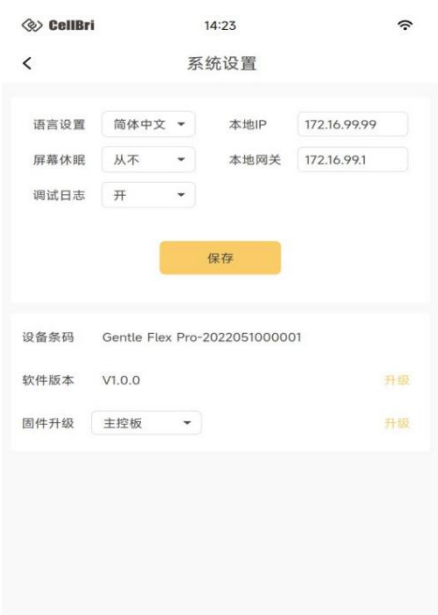 CellBri 14:23
系统设置
语言设置 简体中文 本地IP 172.16.99.99
屏幕休眠 从不 本地网关 172.16.99.1
调试日志 开
保存
设备条码 Gentle Flex Pro-2022051000001
软件版本 V1.0.0 升级
固件升级 主控板 升级